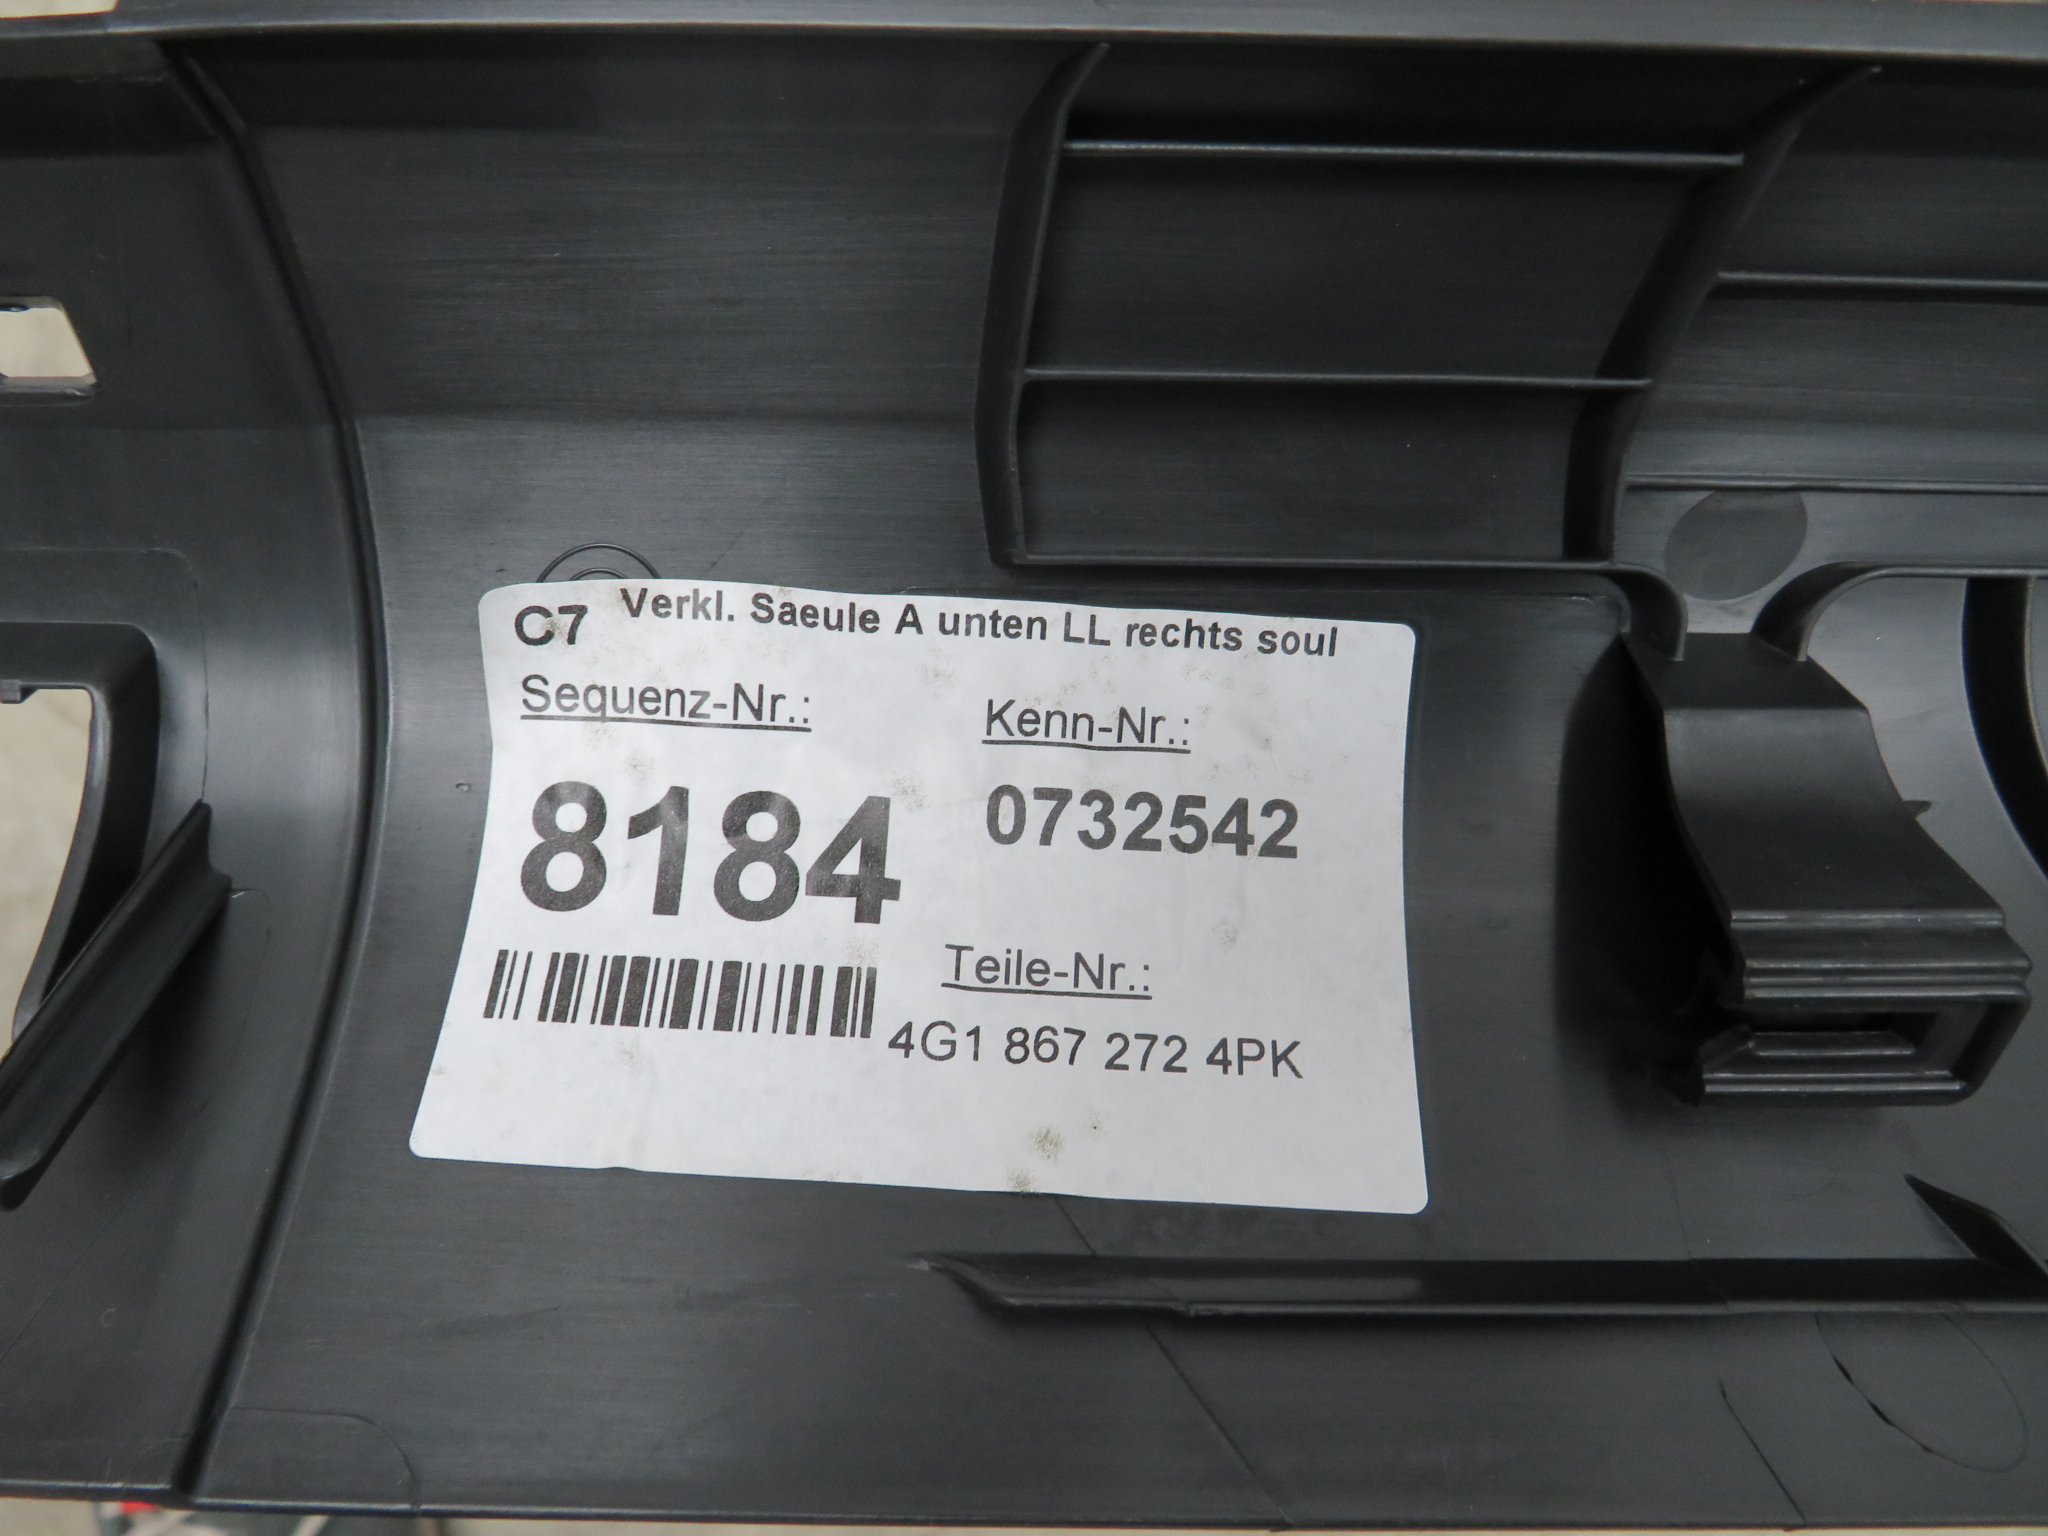 C7 Verkl. Saeule A unten LL rechts soul
Sequenz-Nr.: Kenn-Nr.:
8184 0732542
Teile-Nr.:
4G1 867 272 4PK